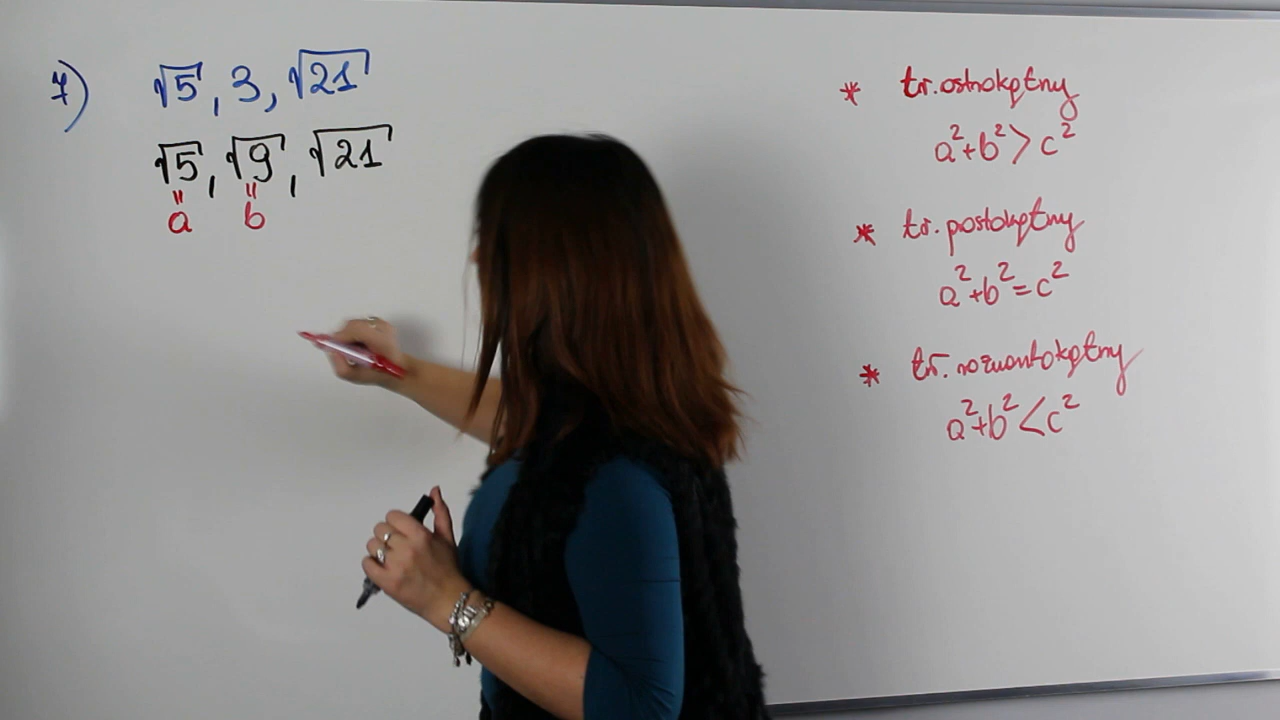 7) √5, 3, √21
√5, √9, √21
" "
a b
* tr. ostrokątny
a²+b² > c²
* tr. prostokątny
a²+b² = c²
* tr. rozwartokątny
a²+b² < c²